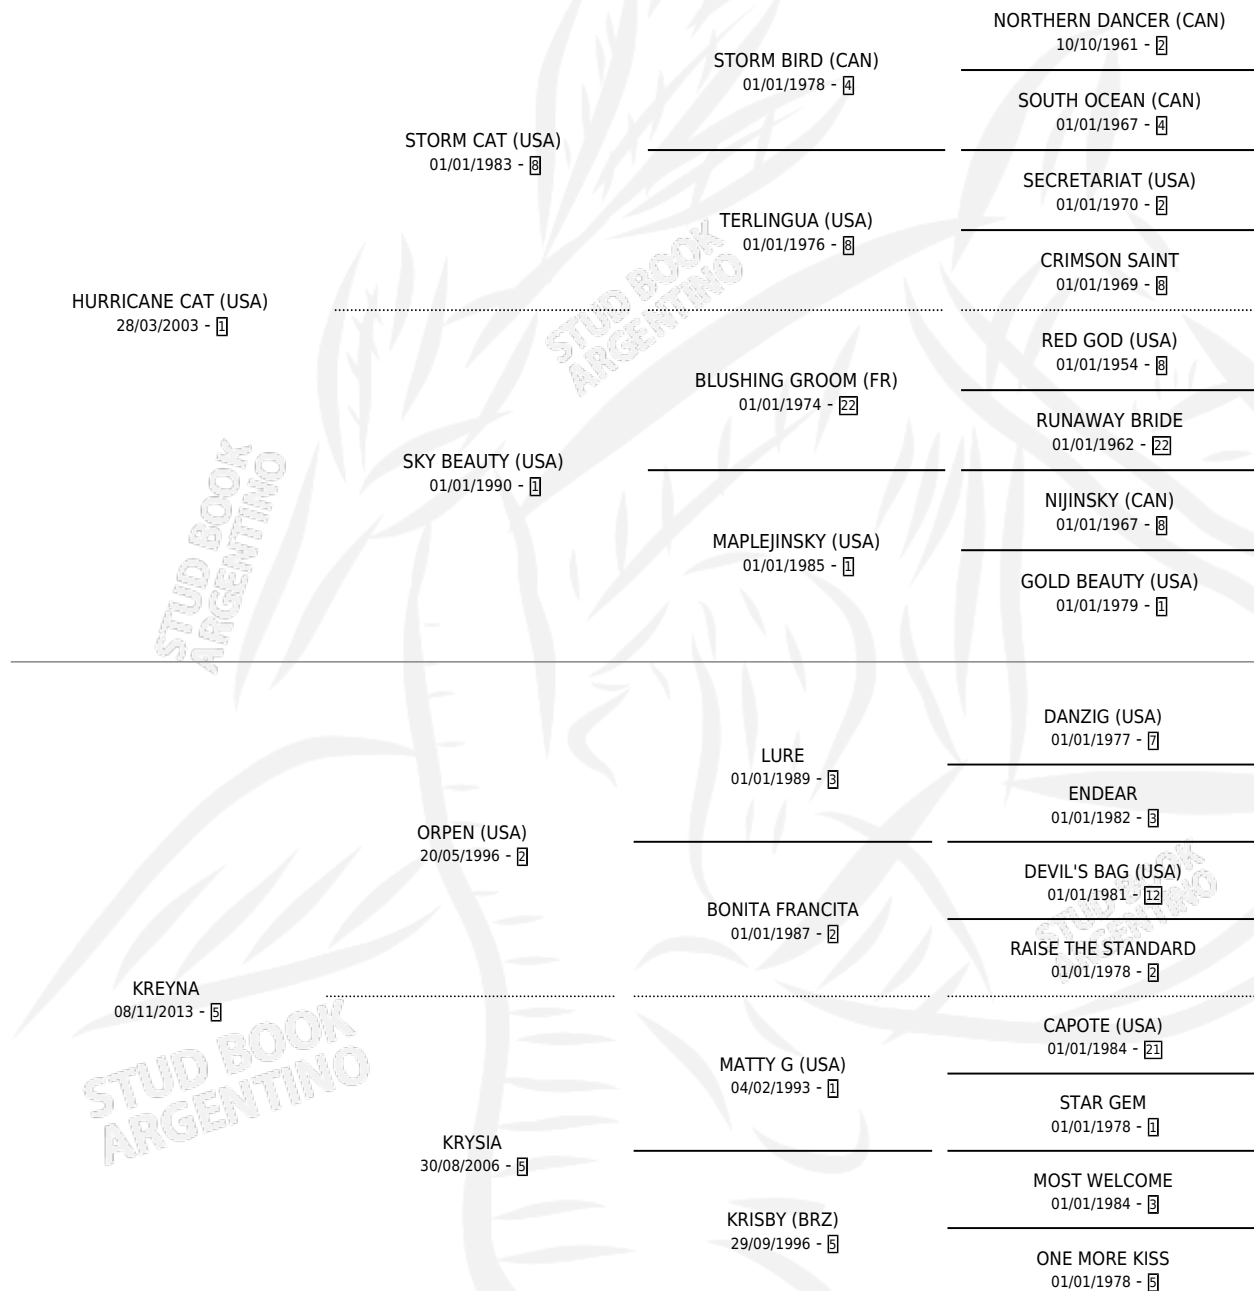 NORTHERN DANCER (CAN)
10/10/1961 - 2
STORM BIRD (CAN)
01/01/1978 - 4
SOUTH OCEAN (CAN)
01/01/1967 - 4
STORM CAT (USA)
01/01/1983 - 8
SECRETARIAT (USA)
01/01/1970 - 2
TERLINGUA (USA)
01/01/1976 - 8
CRIMSON SAINT
01/01/1969 - 8
HURRICANE CAT (USA)
28/03/2003 - 1
RED GOD (USA)
01/01/1954 - 8
BLUSHING GROOM (FR)
01/01/1974 - 22
RUNAWAY BRIDE
01/01/1962 - 22
SKY BEAUTY (USA)
01/01/1990 - 1
NIJINSKY (CAN)
01/01/1967 - 8
MAPLEJINSKY (USA)
01/01/1985 - 1
GOLD BEAUTY (USA)
01/01/1979 - 1
DANZIG (USA)
01/01/1977 - 7
LURE
01/01/1989 - 3
ENDEAR
01/01/1982 - 3
ORPEN (USA)
20/05/1996 - 2
DEVIL'S BAG (USA)
01/01/1981 - 12
BONITA FRANCITA
01/01/1987 - 2
RAISE THE STANDARD
01/01/1978 - 2
KREYNA
08/11/2013 - 5
CAPOTE (USA)
01/01/1984 - 21
MATTY G (USA)
04/02/1993 - 1
STAR GEM
01/01/1978 - 1
KRYSIA
30/08/2006 - 5
MOST WELCOME
01/01/1984 - 3
KRISBY (BRZ)
29/09/1996 - 5
ONE MORE KISS
01/01/1978 - 5
STUD BOOK
ARGENTINO
STUD BOOK
ARGENTINO
STUD BOOK
ARGENTINO
STUD BOOK
ARGENTINO